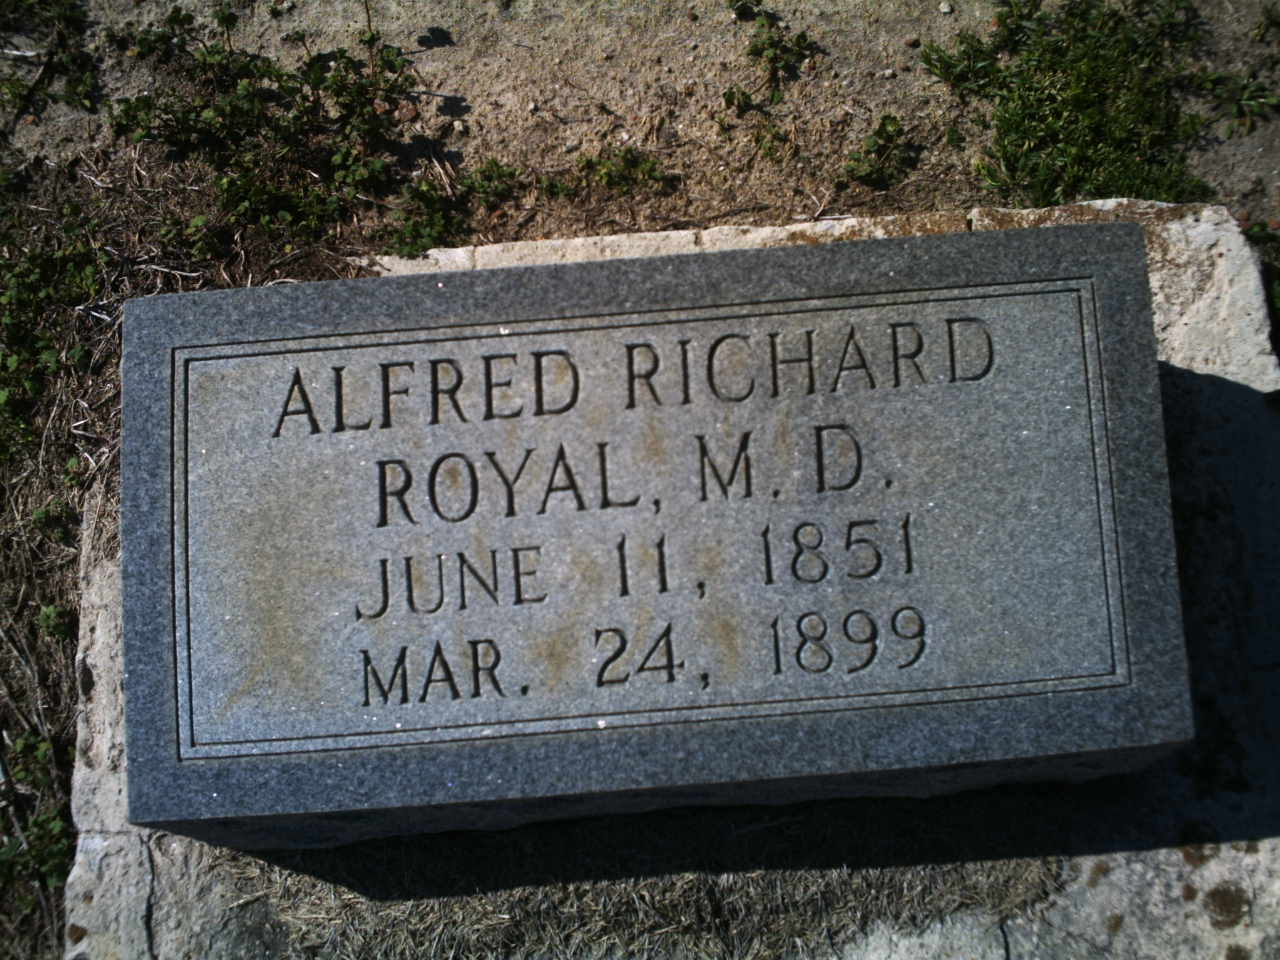 ALFRED RICHARD
ROYAL, M. D.
JUNE 11, 1851
MAR. 24, 1899